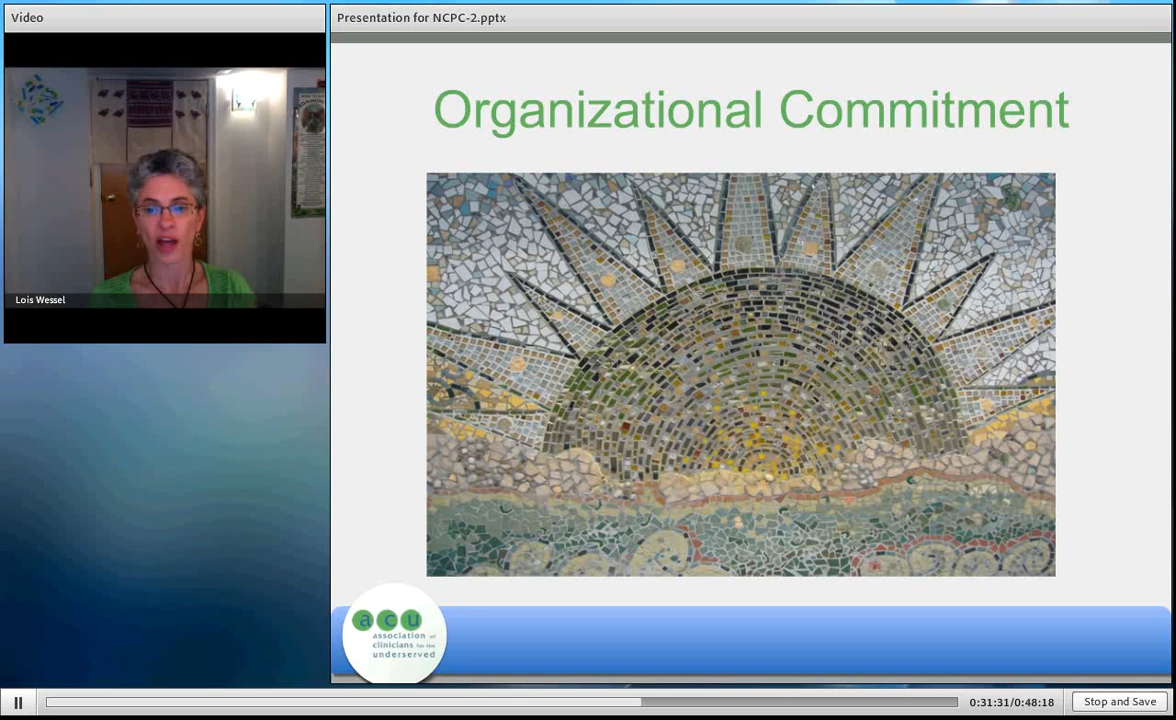 Video
Lois Wessel
Presentation for NCPC-2.pptx
Organizational Commitment
acu
association of
clinicians for the
underserved
0:31:31/0:48:18
Stop and Save